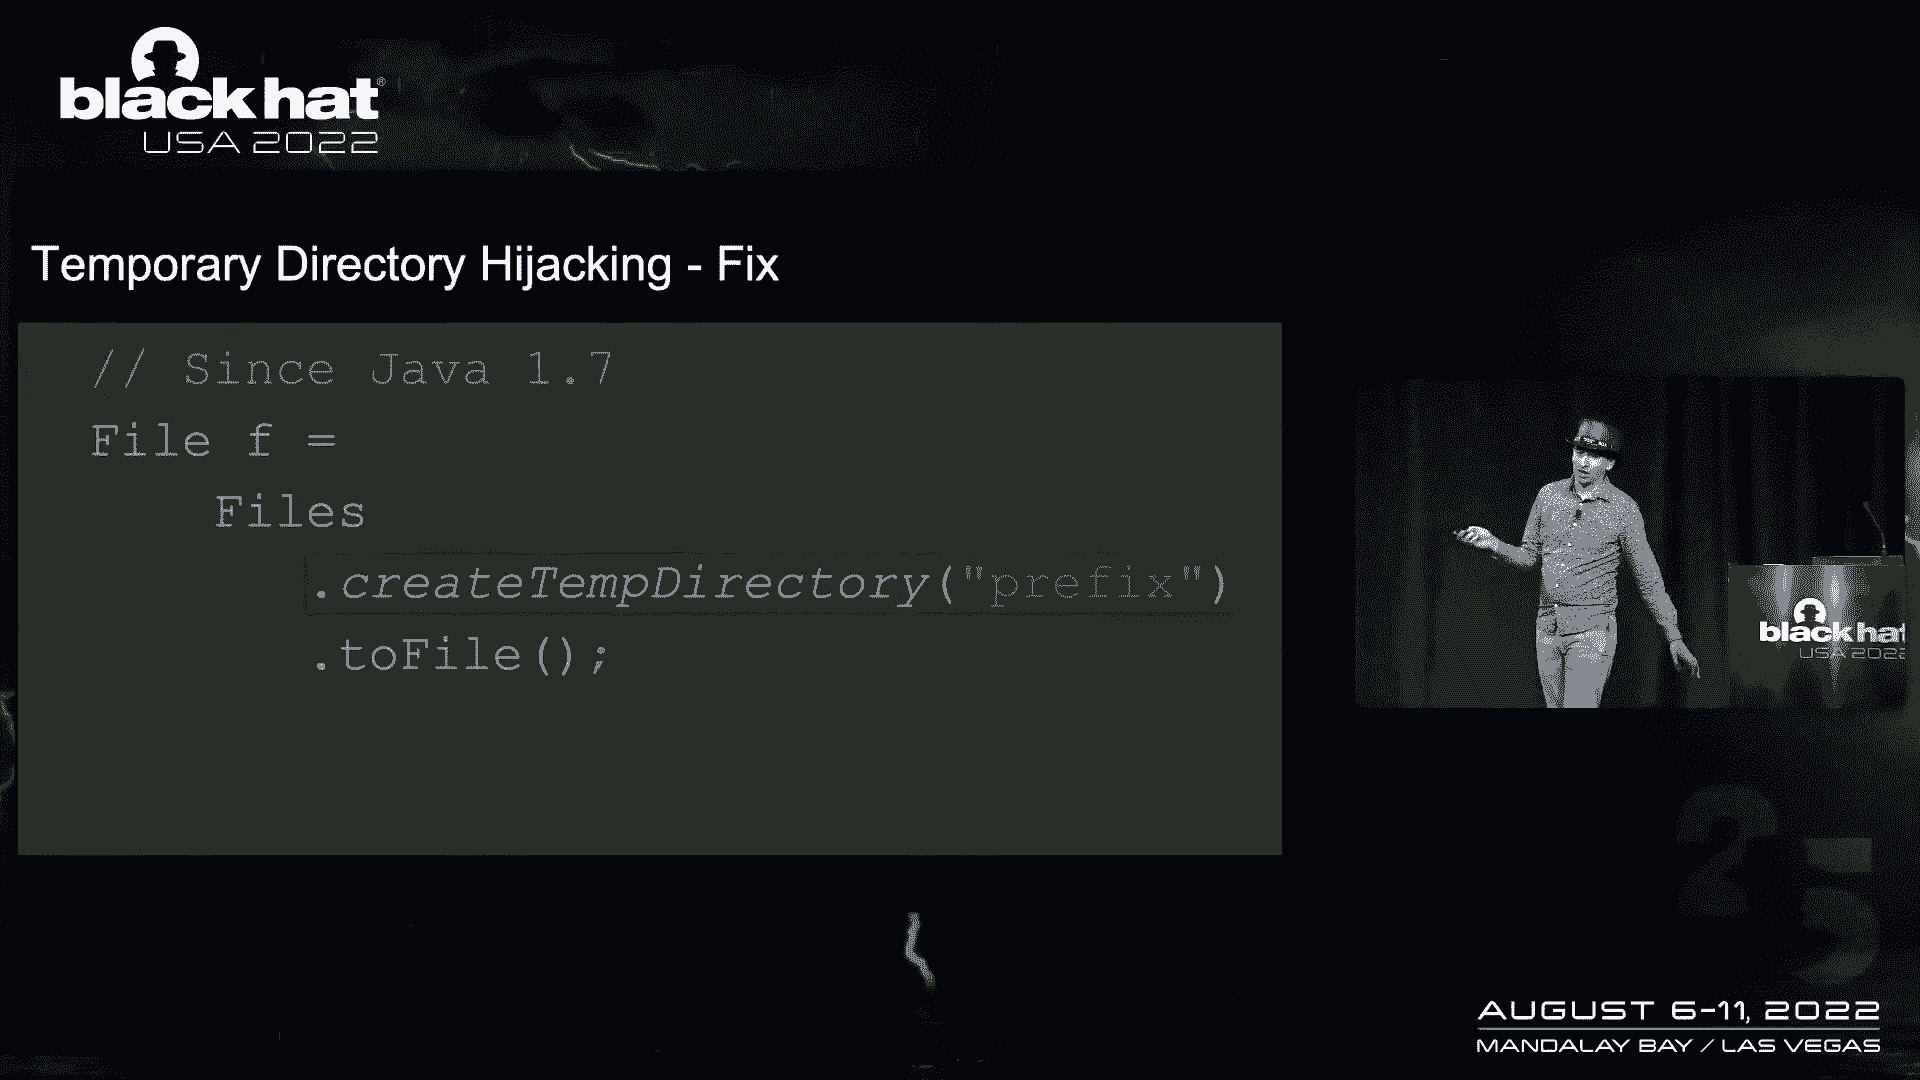 black hat®
USA 2022
Temporary Directory Hijacking - Fix
// Since Java 1.7
File f =
Files
.createTempDirectory("prefix")
.toFile();
black hat
USA 2022
25
AUGUST 6-11, 2022
MANDALAY BAY / LAS VEGAS